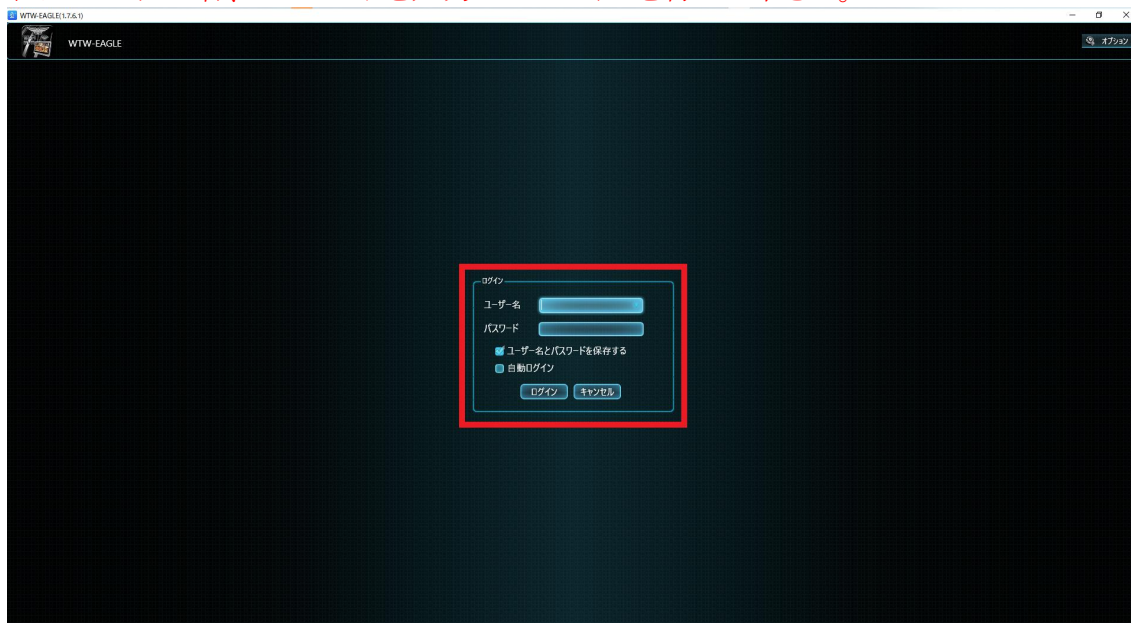 WTW-EAGLE(1.7.6.1)
WTW-EAGLE
オプション
ログイン
ユーザー名
パスワード
ユーザー名とパスワードを保存する
自動ログイン
ログイン キャンセル